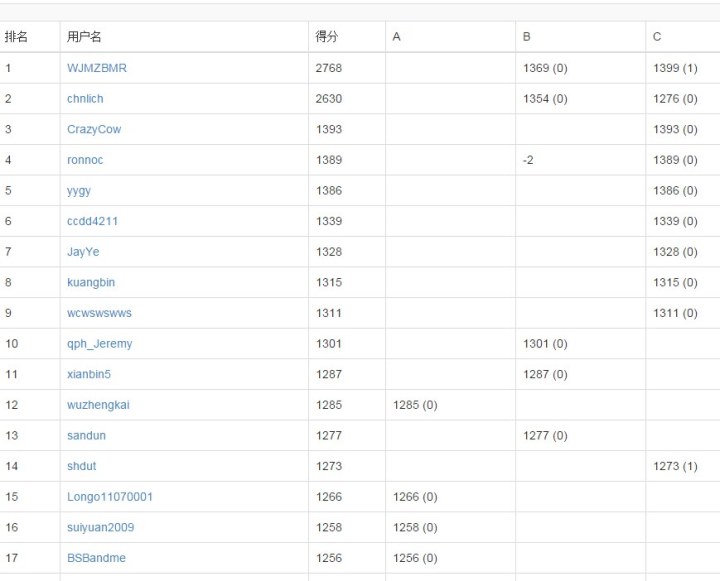 排名 用户名 得分 A B C
1 WJMZBMR 2768 1369 (0) 1399 (1)
2 chnlich 2630 1354 (0) 1276 (0)
3 CrazyCow 1393 1393 (0)
4 ronnoc 1389 -2 1389 (0)
5 yygy 1386 1386 (0)
6 ccdd4211 1339 1339 (0)
7 JayYe 1328 1328 (0)
8 kuangbin 1315 1315 (0)
9 wcwswswws 1311 1311 (0)
10 qph_Jeremy 1301 1301 (0)
11 xianbin5 1287 1287 (0)
12 wuzhengkai 1285 1285 (0)
13 sandun 1277 1277 (0)
14 shdut 1273 1273 (1)
15 Longo11070001 1266 1266 (0)
16 suiyuan2009 1258 1258 (0)
17 BSBandme 1256 1256 (0)